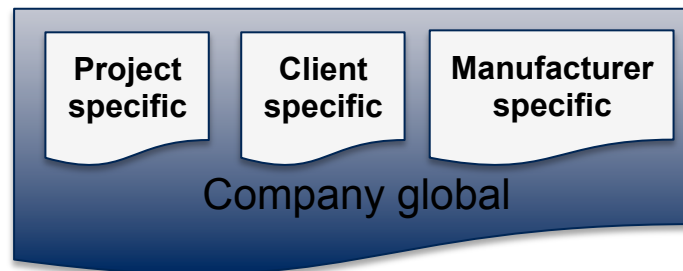 Project
specific
Client
specific
Manufacturer
specific
Company global